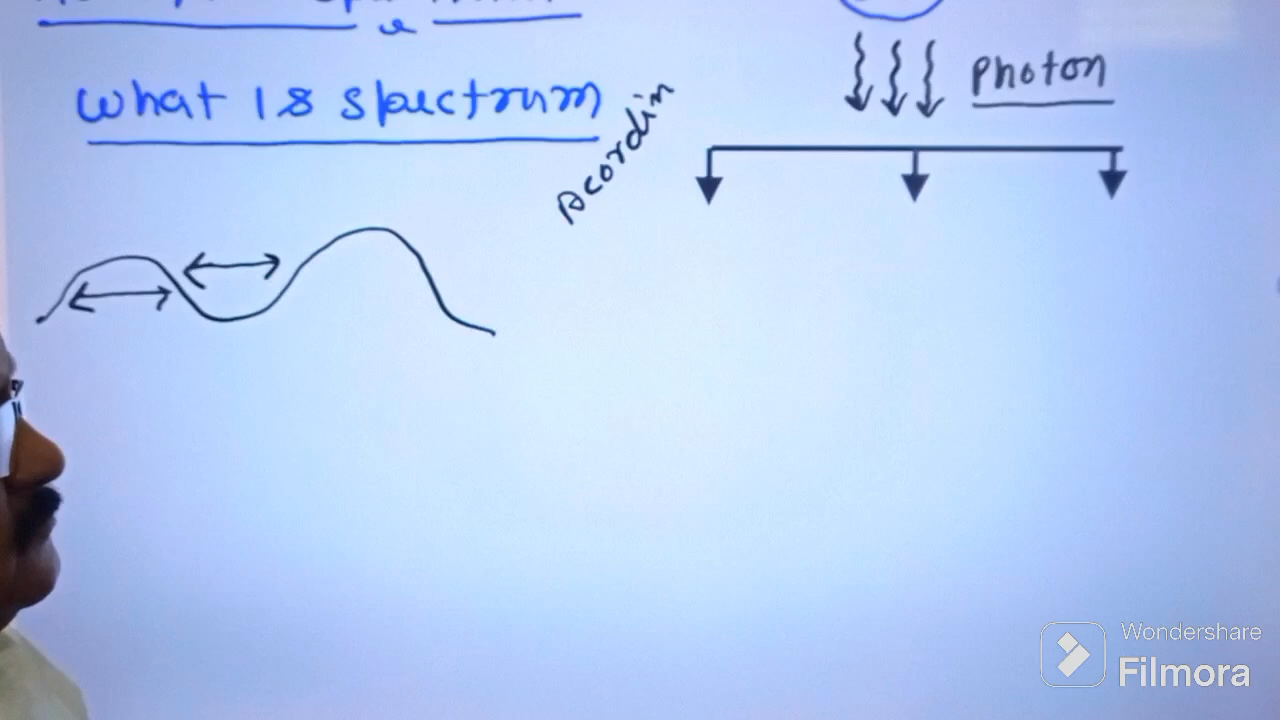 What is spectrum
Photon
Acordin
Wondershare
Filmora